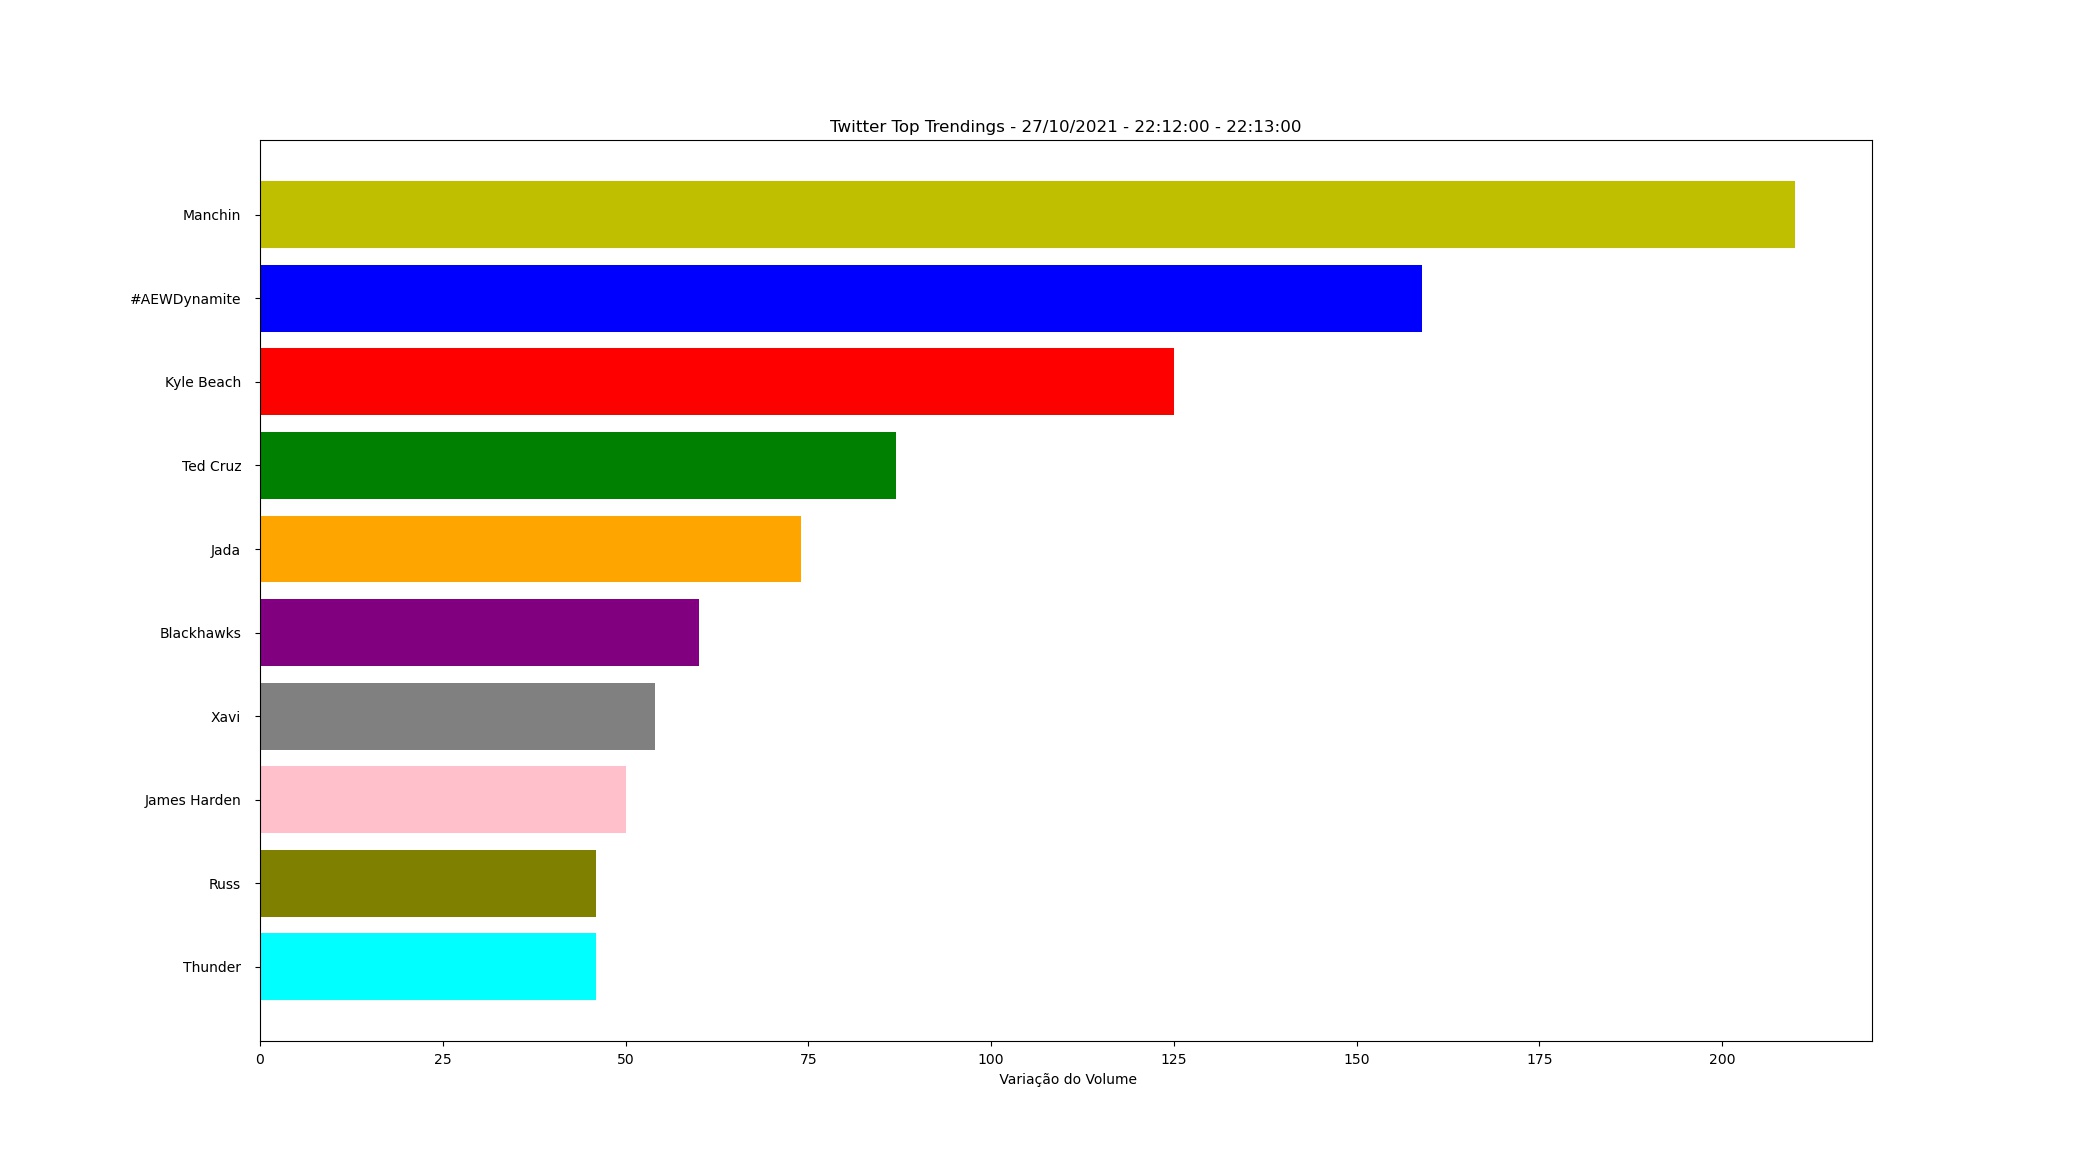 Twitter Top Trendings - 27/10/2021 - 22:12:00 - 22:13:00
Manchin
#AEWDynamite
Kyle Beach
Ted Cruz
Jada
Blackhawks
Xavi
James Harden
Russ
Thunder
0 25 50 75 100 125 150 175 200
Variação do Volume